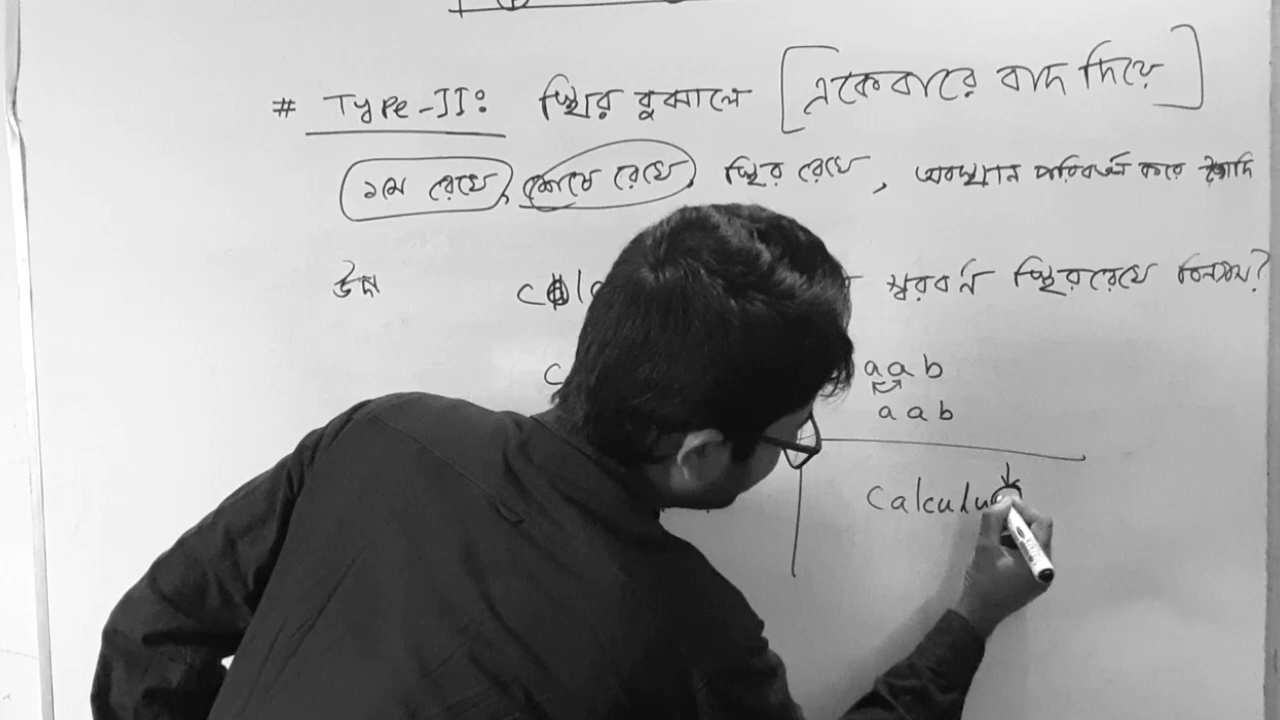 # Type-II: স্থির বুঝালে [একেবারে বাদ দিয়ে]
১মে রেখে, শেষে রেখে, স্থির রেখে, অবস্থান পরিবর্তন করে ইত্যাদি
স্বরবর্ণ স্থির রেখে বিন্যাস?
c aab
aab
Calculu